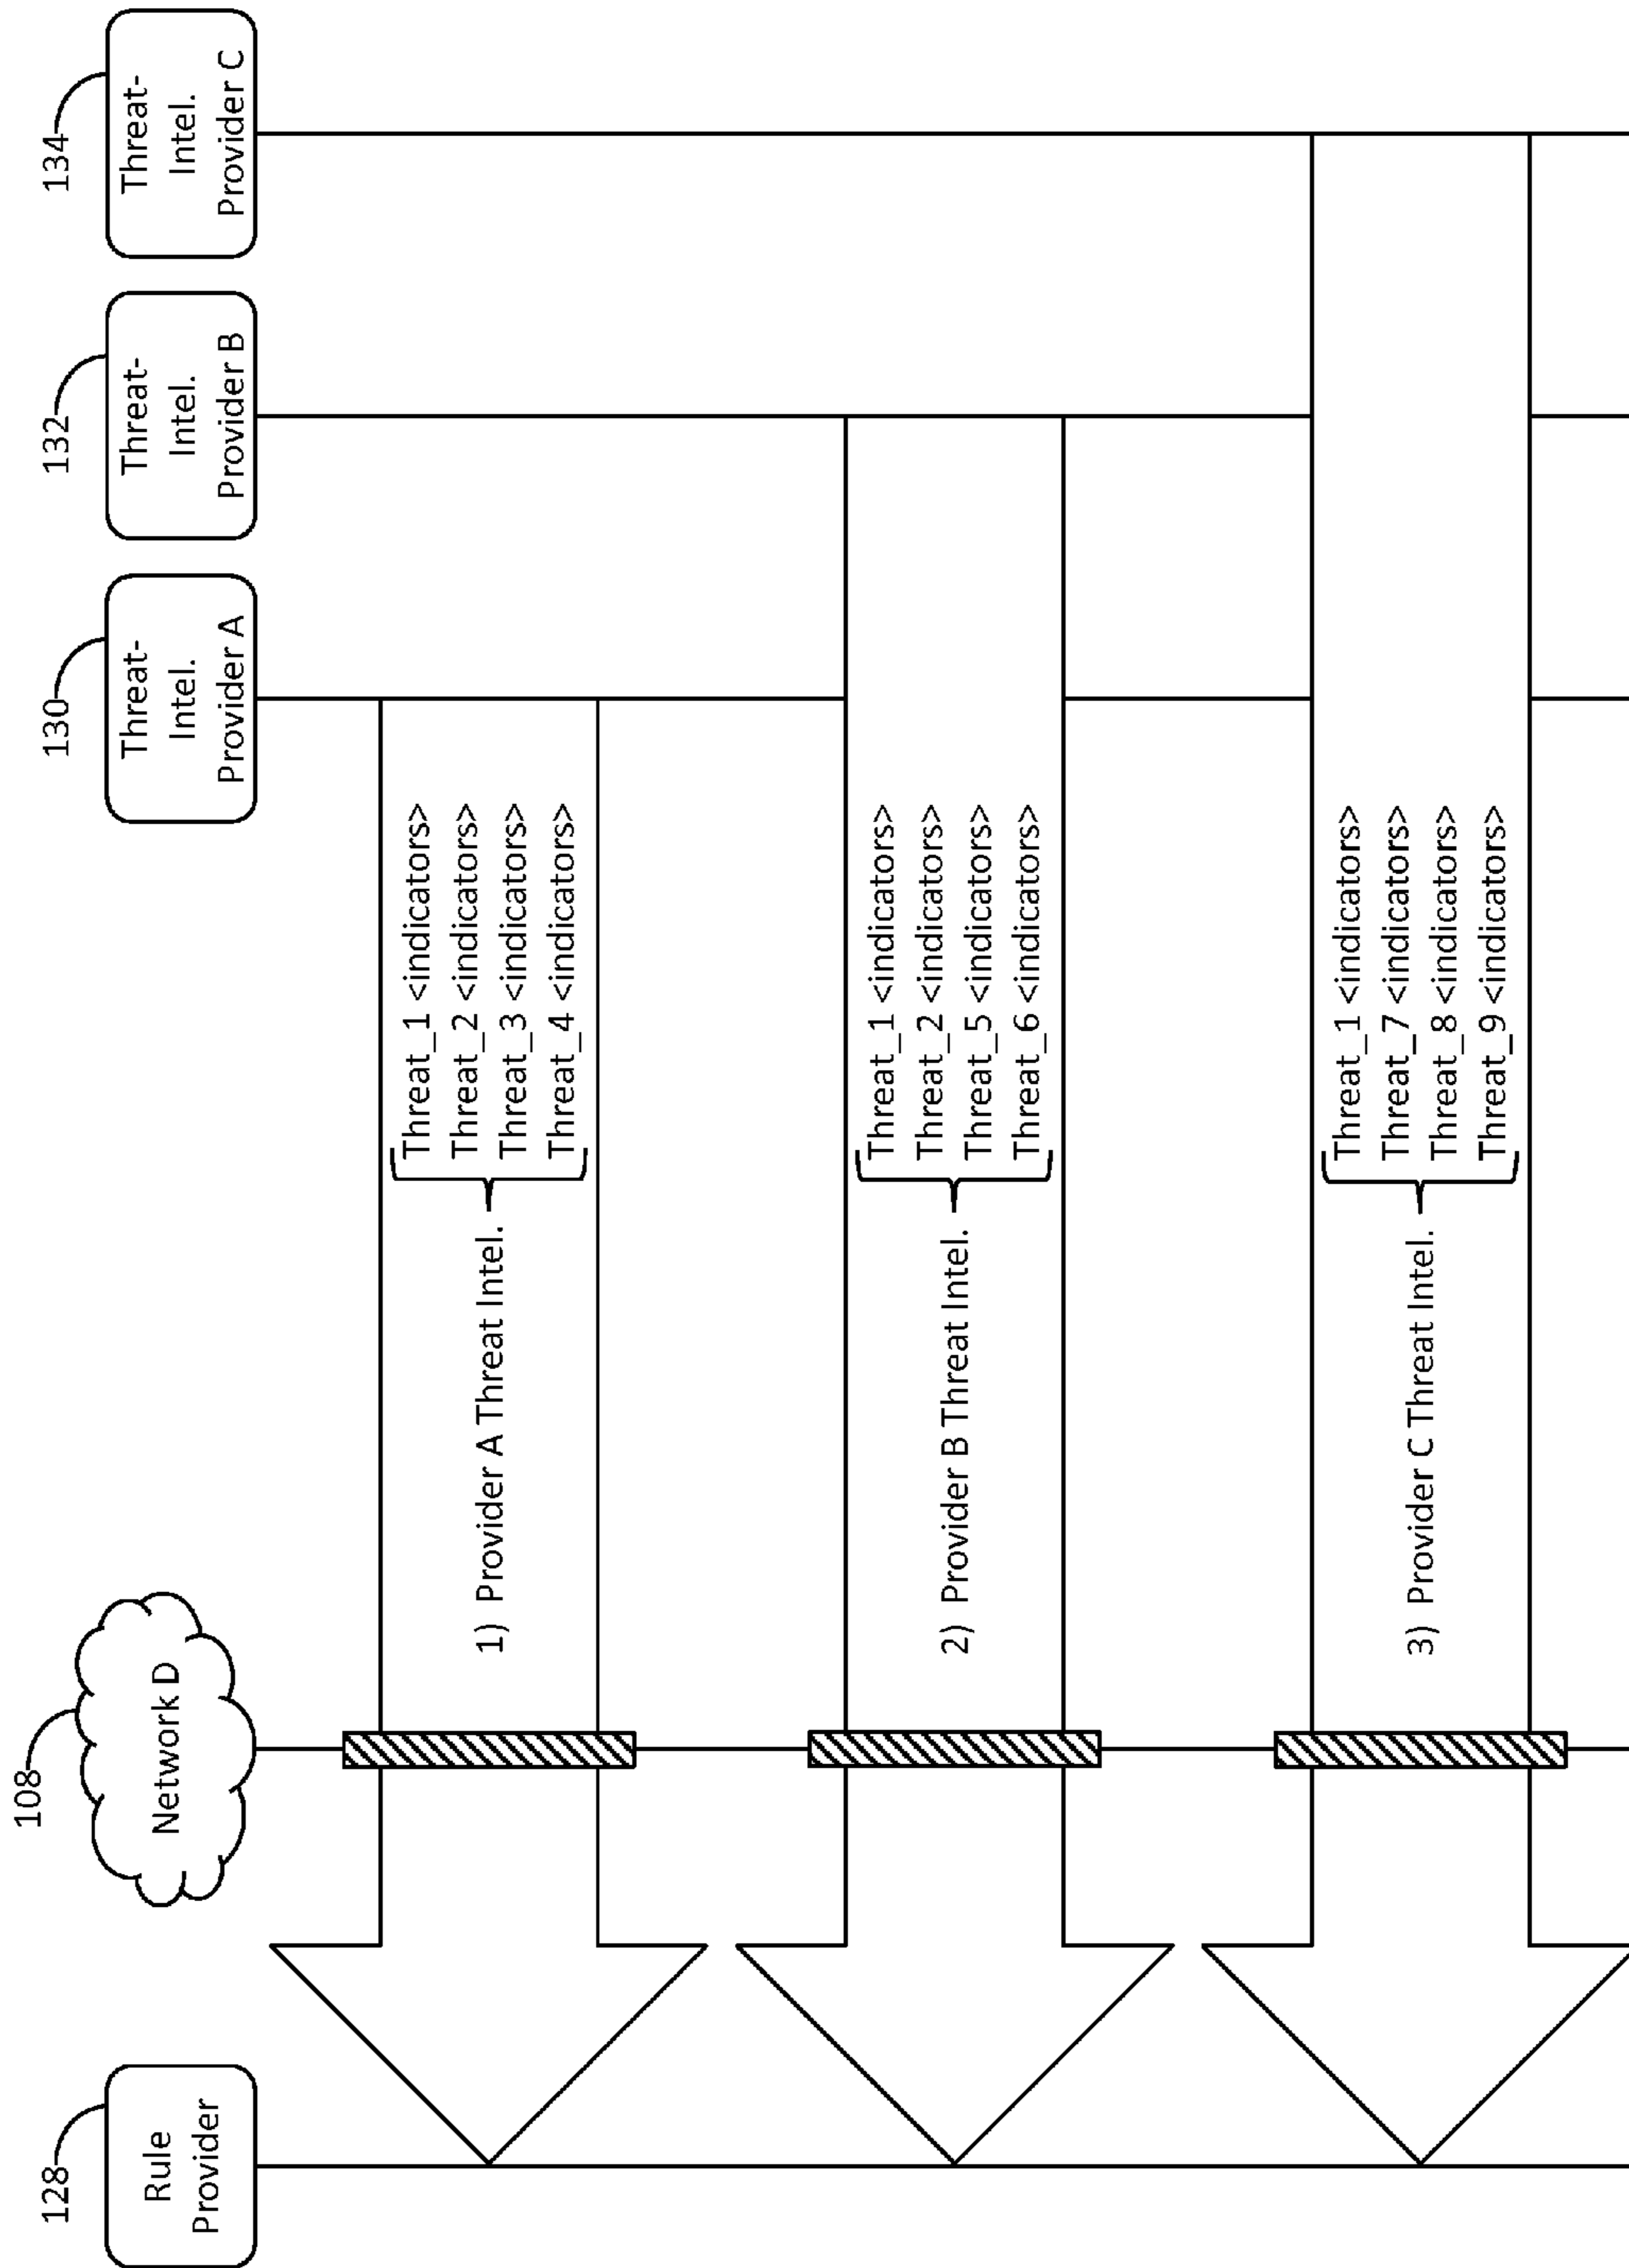 128
Rule
Provider
108
Network D
130
Threat-
Intel.
Provider A
132
Threat-
Intel.
Provider B
134
Threat-
Intel.
Provider C
1) Provider A Threat Intel.
Threat_1 <indicators>
Threat_2 <indicators>
Threat_3 <indicators>
Threat_4 <indicators>
2) Provider B Threat Intel.
Threat_1 <indicators>
Threat_2 <indicators>
Threat_5 <indicators>
Threat_6 <indicators>
3) Provider C Threat Intel.
Threat_1 <indicators>
Threat_7 <indicators>
Threat_8 <indicators>
Threat_9 <indicators>